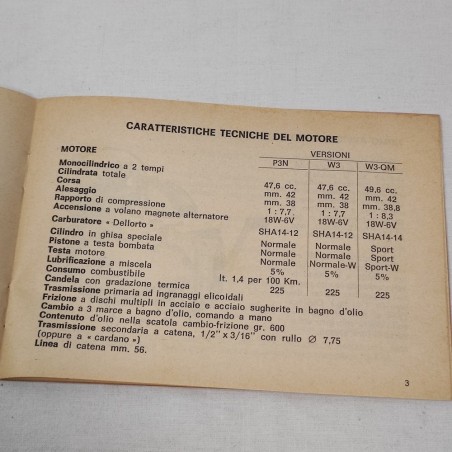 CARATTERISTICHE TECNICHE DEL MOTORE
VERSIONI
MOTORE P3N W3 W3-QM
Monocilindrico a 2 tempi
Cilindrata totale 47,6 cc. 47,6 cc. 49,6 cc.
Corsa mm. 42 mm. 42 mm. 42
Alesaggio mm. 38 mm. 38 mm. 38,8
Rapporto di compressione 1 : 7,7 1 : 7,7 1 : 8,3
Accensione a volano magnete alternatore 18W-6V 18W-6V 18W-6V
Carburatore « Dellorto » SHA14-12 SHA14-12 SHA14-14
Cilindro in ghisa speciale Normale Normale Sport
Pistone a testa bombata Normale Normale Sport
Testa motore Normale Normale-W Sport-W
Lubrificazione a miscela 5% 5% 5%
Consumo combustibile lt. 1,4 per 100 Km.
Candela con gradazione termica 225 225 225
Trasmissione primaria ad ingranaggi elicoidali
Frizione a dischi multipli in acciaio e acciaio sugherite in bagno d'olio
Cambio a 3 marce a bagno d'olio, comando a mano
Contenuto d'olio nella scatola cambio-frizione gr. 600
Trasmissione secondaria a catena, 1/2" x 3/16" con rullo Ø 7,75
(oppure a « cardano »)
Linea di catena mm. 56.
3